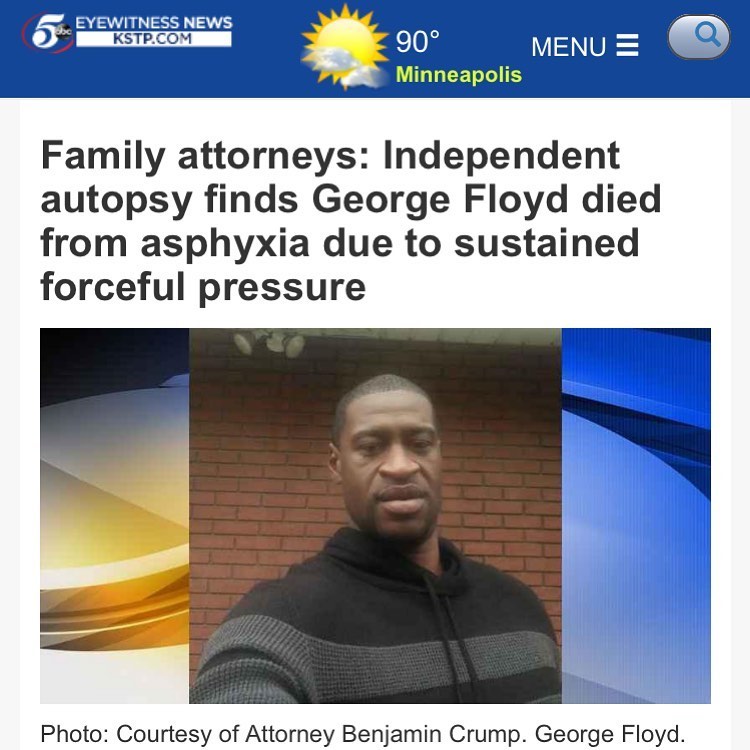 5 abc EYEWITNESS NEWS
KSTP.COM
90°
Minneapolis
MENU
Family attorneys: Independent
autopsy finds George Floyd died
from asphyxia due to sustained
forceful pressure
Photo: Courtesy of Attorney Benjamin Crump. George Floyd.